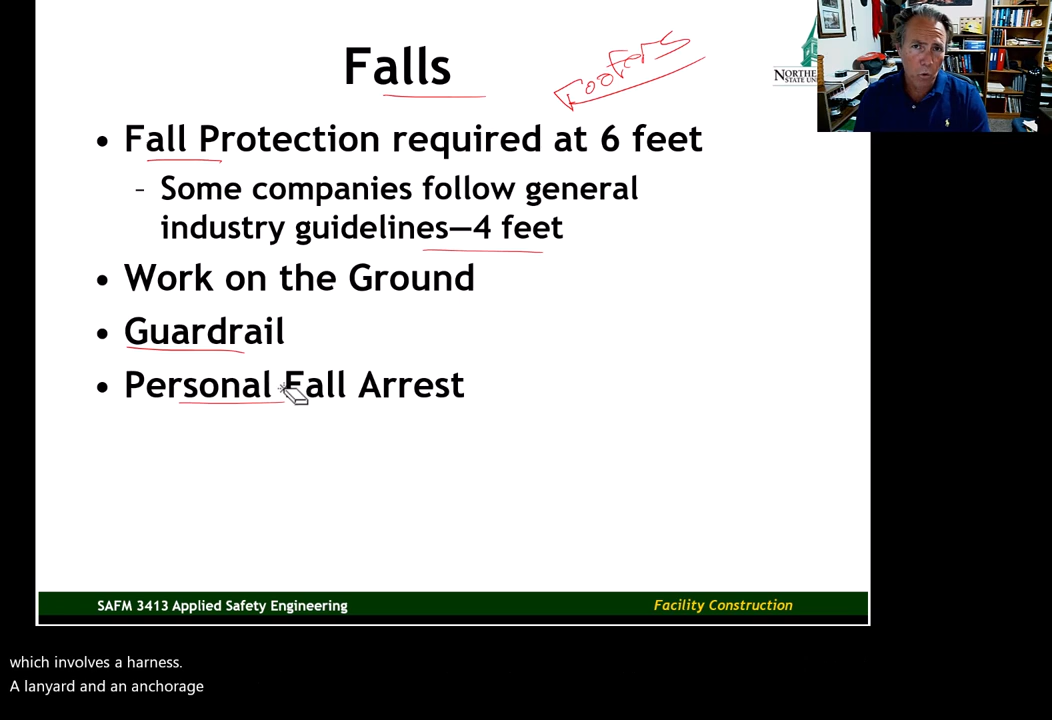 Falls
roofers
NORTHE
STATE UN
• Fall Protection required at 6 feet
- Some companies follow general
industry guidelines—4 feet
• Work on the Ground
• Guardrail
• Personal Fall Arrest
SAFM 3413 Applied Safety Engineering
Facility Construction
which involves a harness.
A lanyard and an anchorage